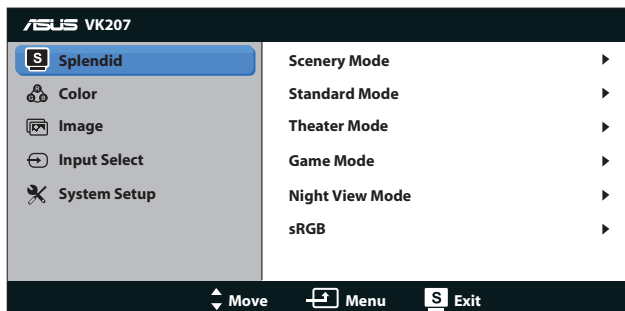 ASUS VK207
S Splendid
Color
Image
Input Select
System Setup
Scenery Mode
Standard Mode
Theater Mode
Game Mode
Night View Mode
sRGB
Move Menu S Exit